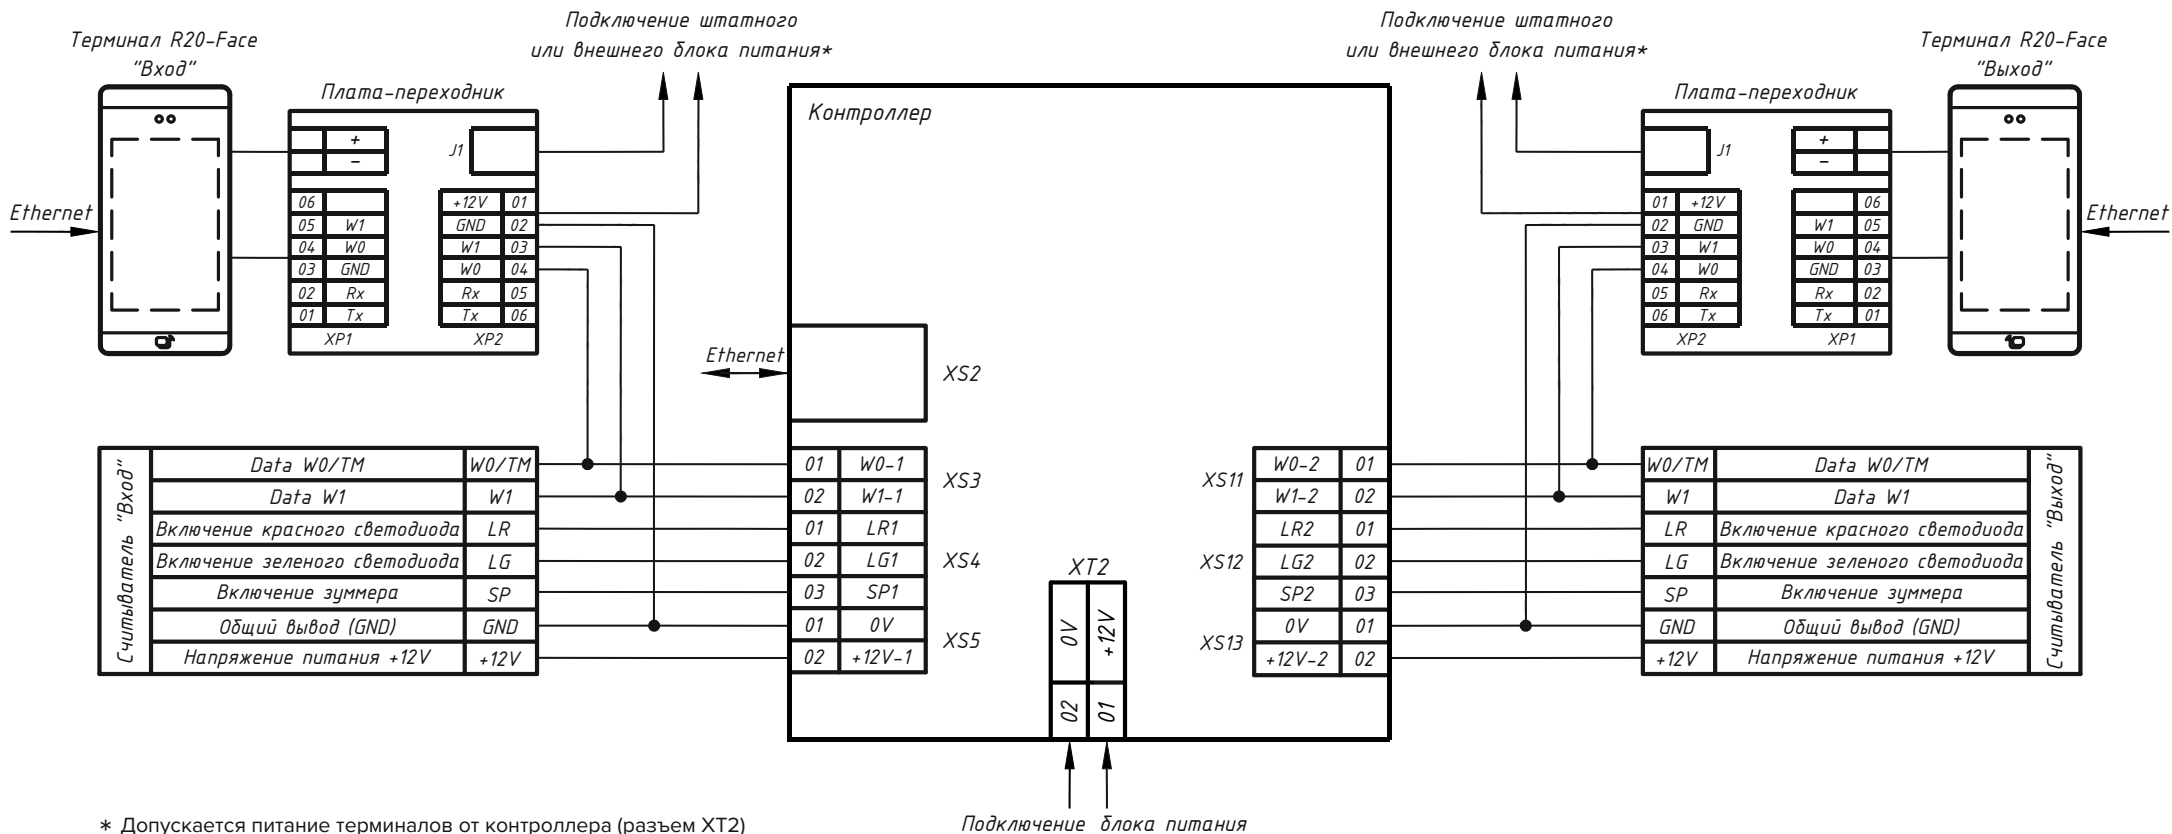 Терминал R20-Face
"Вход"
Подключение штатного
или внешнего блока питания*
Подключение штатного
или внешнего блока питания*
Терминал R20-Face
"Выход"
Плата-переходник
+
-
J1
06
05 W1
04 W0
03 GND
02 Rx
01 Tx
XP1
+12V 01
GND 02
W1 03
W0 04
Rx 05
Tx 06
XP2
Ethernet
Контроллер
Плата-переходник
J1
+
-
01 +12V
02 GND
03 W1
04 W0
05 Rx
06 Tx
XP2
06
W1 05
W0 04
GND 03
Rx 02
Tx 01
XP1
Ethernet
Ethernet
XS2
Считыватель "Вход"
Data W0/TM W0/TM
Data W1 W1
Включение красного светодиода LR
Включение зеленого светодиода LG
Включение зуммера SP
Общий вывод (GND) GND
Напряжение питания +12V +12V
01 W0-1
02 W1-1
XS3
01 LR1
02 LG1
03 SP1
XS4
01 0V
02 +12V-1
XS5
XT2
0V +12V
02 01
XS11
W0-2 01
W1-2 02
XS12
LR2 01
LG2 02
SP2 03
XS13
0V 01
+12V-2 02
W0/TM Data W0/TM
W1 Data W1
LR Включение красного светодиода
LG Включение зеленого светодиода
SP Включение зуммера
GND Общий вывод (GND)
+12V Напряжение питания +12V
Считыватель "Выход"
* Допускается питание терминалов от контроллера (разъем XT2)
Подключение блока питания